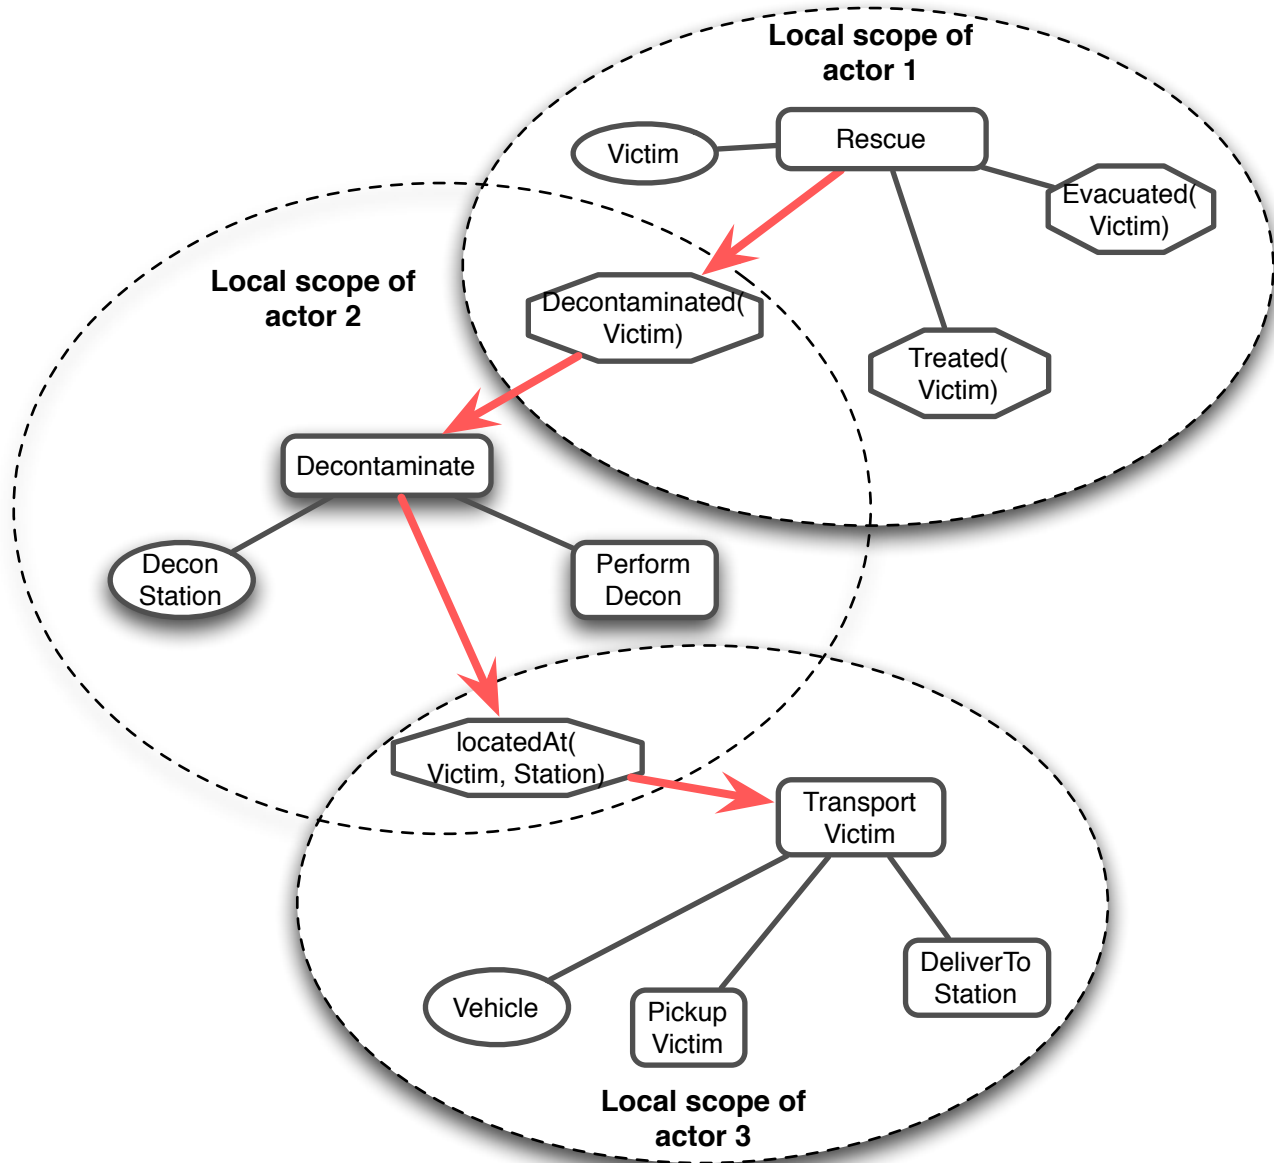 Local scope of
actor 1
Rescue
Victim
Evacuated(
Victim)
Local scope of
actor 2
Decontaminated(
Victim)
Treated(
Victim)
Decontaminate
Decon
Station
Perform
Decon
locatedAt(
Victim, Station)
Transport
Victim
DeliverTo
Station
Vehicle
Pickup
Victim
Local scope of
actor 3